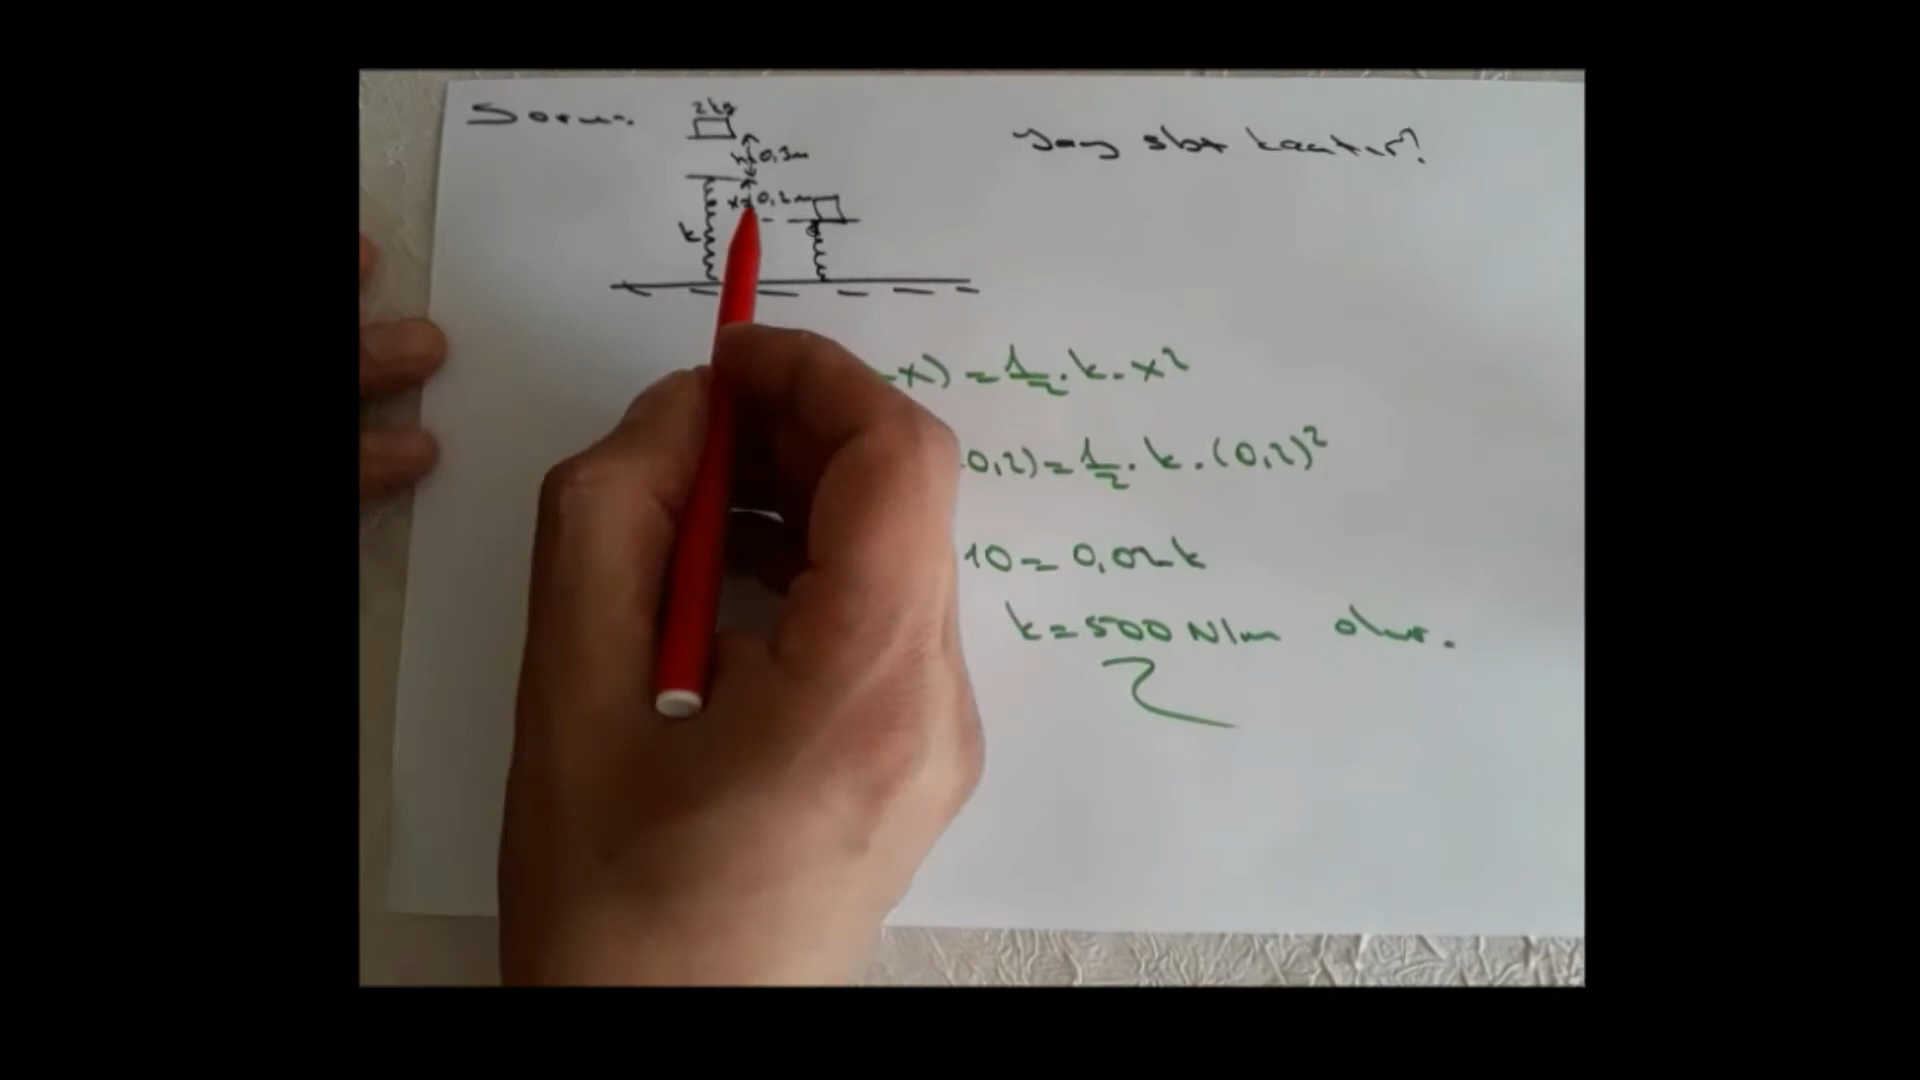 Soru:
2kg
Yay sbt kaçtır?
h=0,3m
x=0,2m
k
-x) = 1/2 . k . x²
0,2) = 1/2 . k . (0,2)²
10 = 0,02k
k = 500 N/m olur.